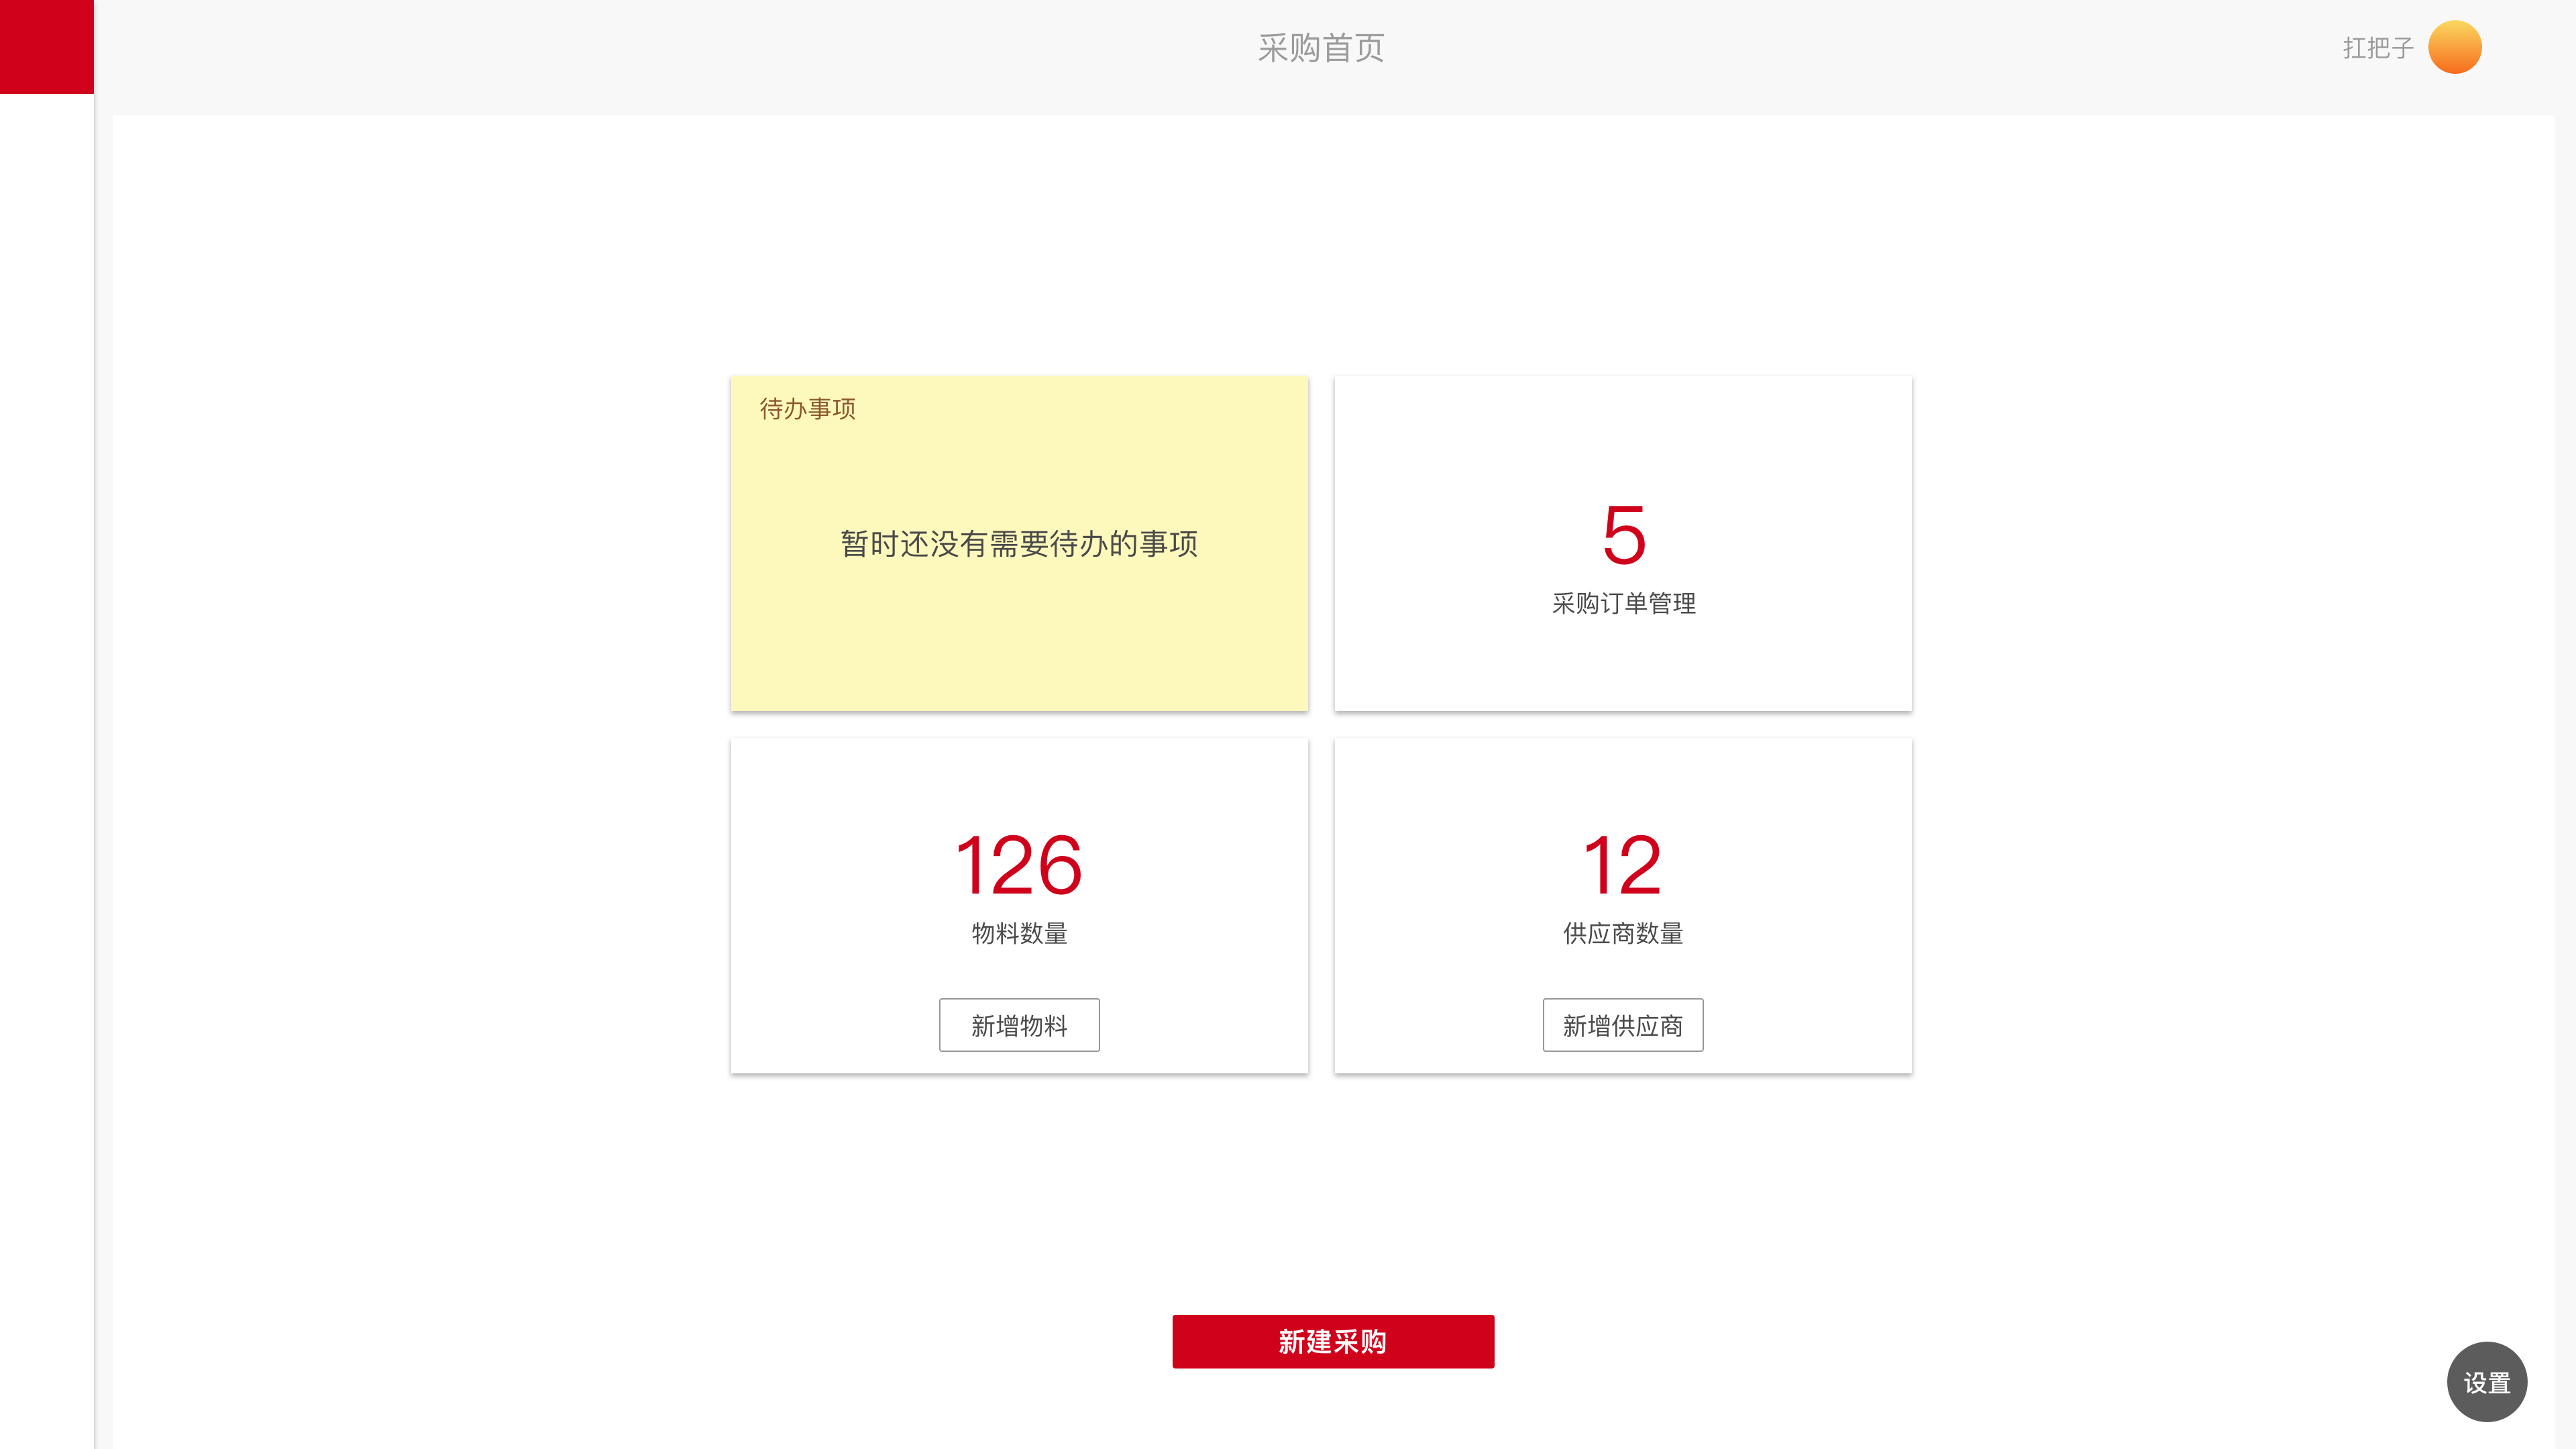 采购首页
扛把子
待办事项
暂时还没有需要待办的事项
5
采购订单管理
126
物料数量
新增物料
12
供应商数量
新增供应商
新建采购
设置